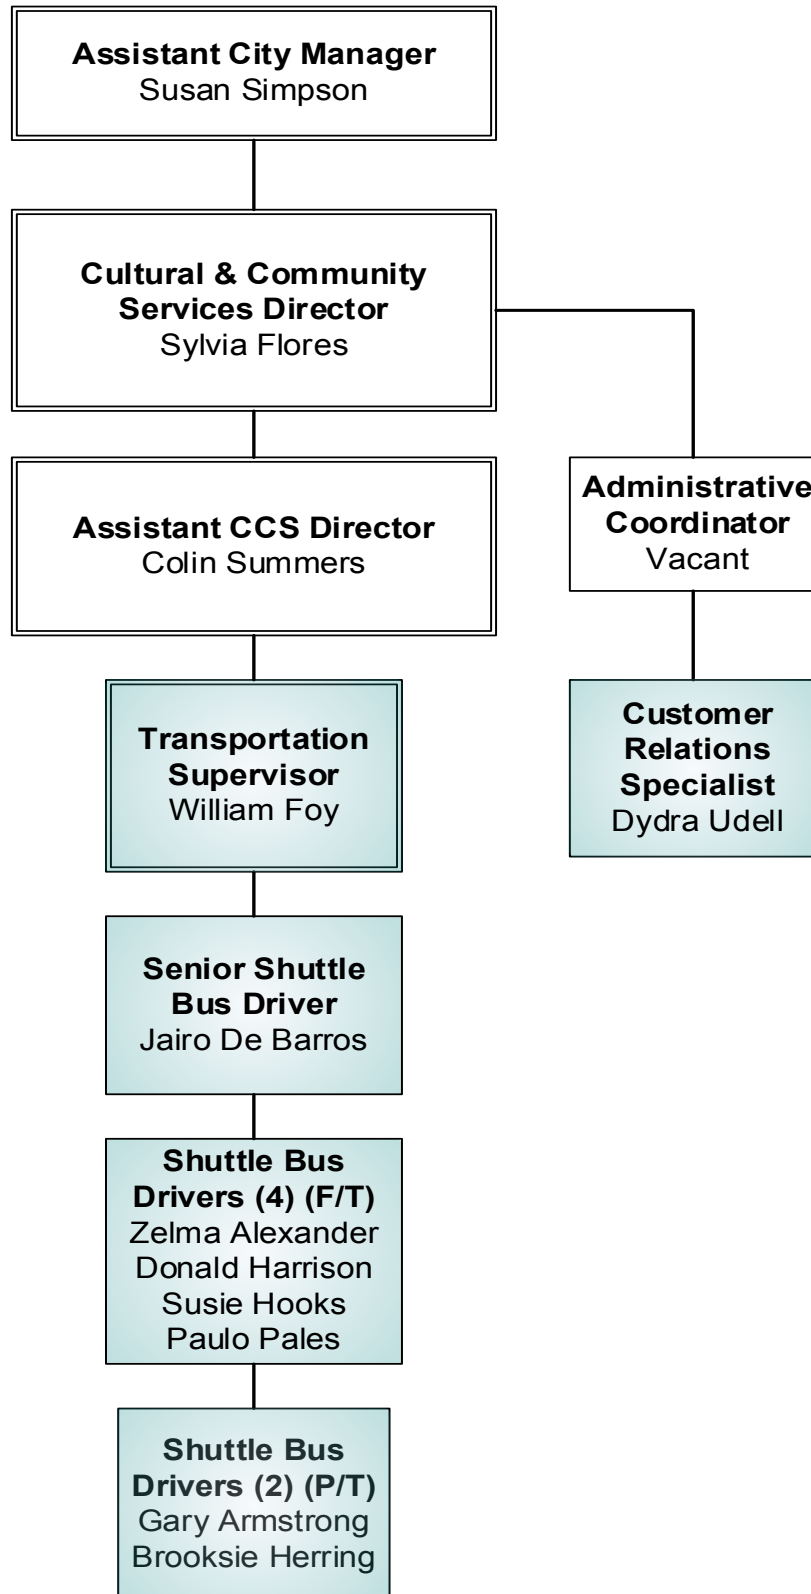 Assistant City Manager
Susan Simpson
Cultural & Community
Services Director
Sylvia Flores
Assistant CCS Director
Colin Summers
Administrative
Coordinator
Vacant
Transportation
Supervisor
William Foy
Customer
Relations
Specialist
Dydra Udell
Senior Shuttle
Bus Driver
Jairo De Barros
Shuttle Bus
Drivers (4) (F/T)
Zelma Alexander
Donald Harrison
Susie Hooks
Paulo Pales
Shuttle Bus
Drivers (2) (P/T)
Gary Armstrong
Brooksie Herring